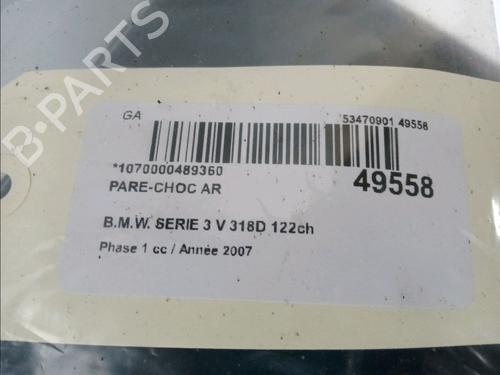 GA
53470901 49558
*1070000489360
49558
PARE-CHOC AR
B.M.W. SERIE 3 V 318D 122ch
Phase 1 cc / Année 2007
B-PARTS